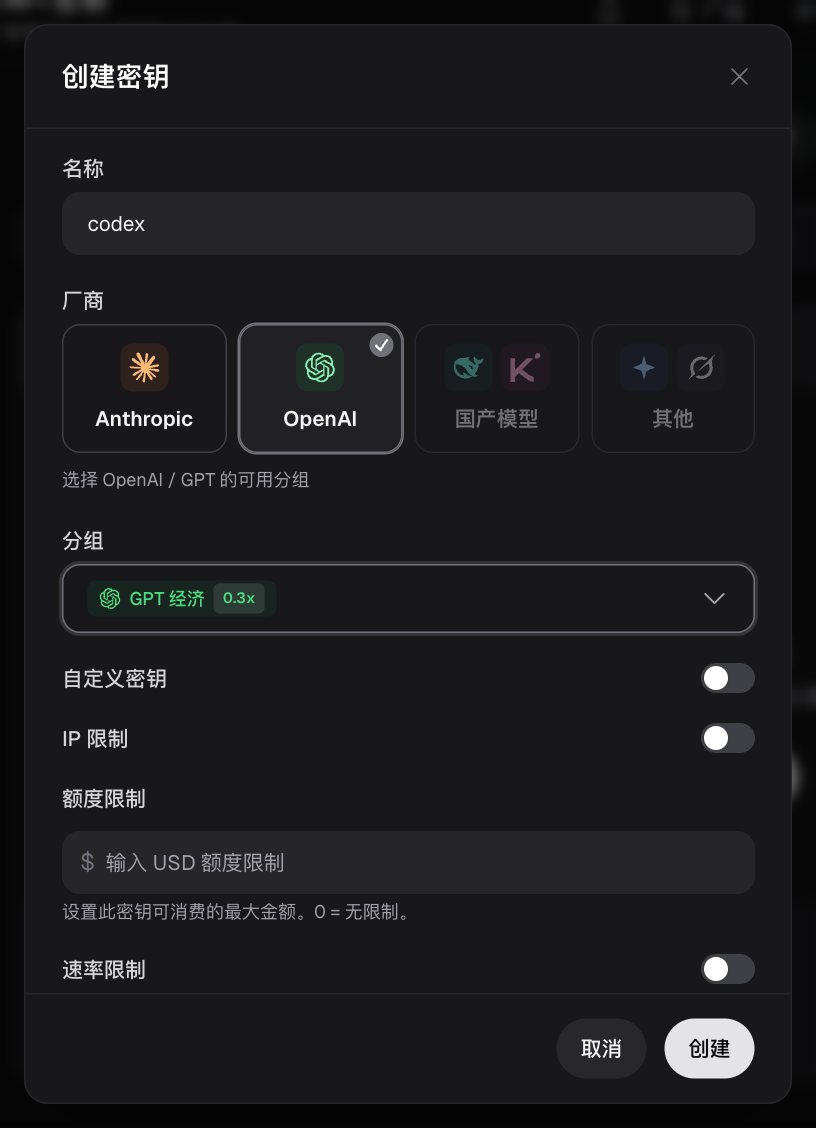 创建密钥
名称
codex
厂商
Anthropic
OpenAI
国产模型
其他
选择 OpenAI / GPT 的可用分组
分组
GPT 经济 0.3x
自定义密钥
IP 限制
额度限制
$ 输入 USD 额度限制
设置此密钥可消费的最大金额。0 = 无限制。
速率限制
取消
创建